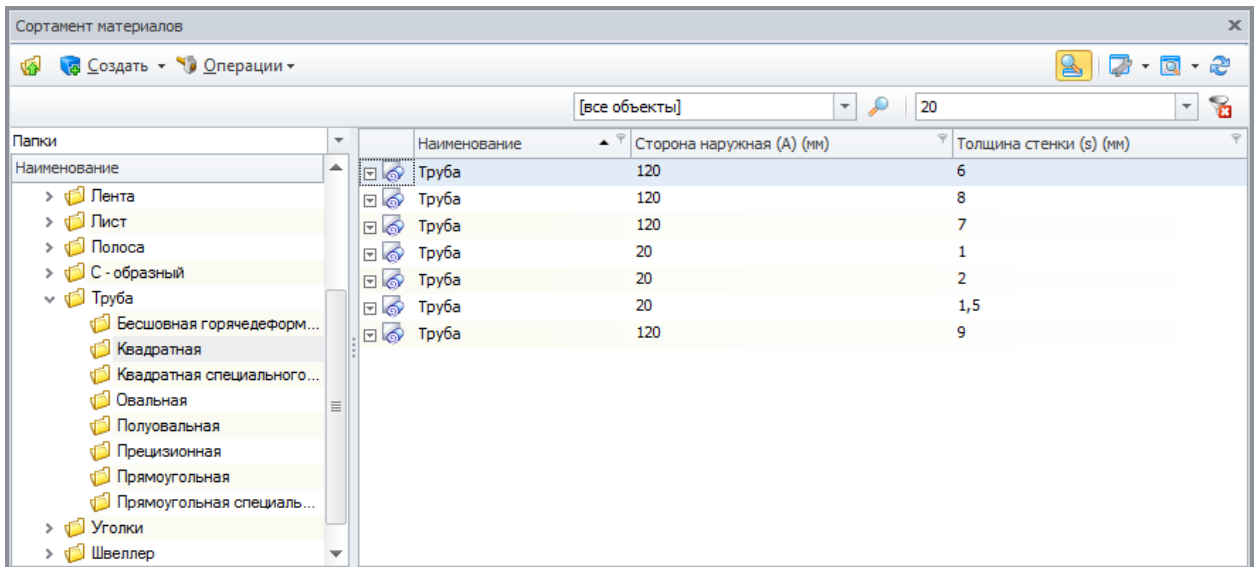 Сортамент материалов
Создать Операции
[все объекты] 20
Папки
Наименование
Лента
Лист
Полоса
С - образный
Труба
Бесшовная горячедеформ...
Квадратная
Квадратная специального...
Овальная
Полуовальная
Прецизионная
Прямоугольная
Прямоугольная специаль...
Уголки
Швеллер
Наименование Сторона наружная (А) (мм) Толщина стенки (s) (мм)
Труба 120 6
Труба 120 8
Труба 120 7
Труба 20 1
Труба 20 2
Труба 20 1,5
Труба 120 9